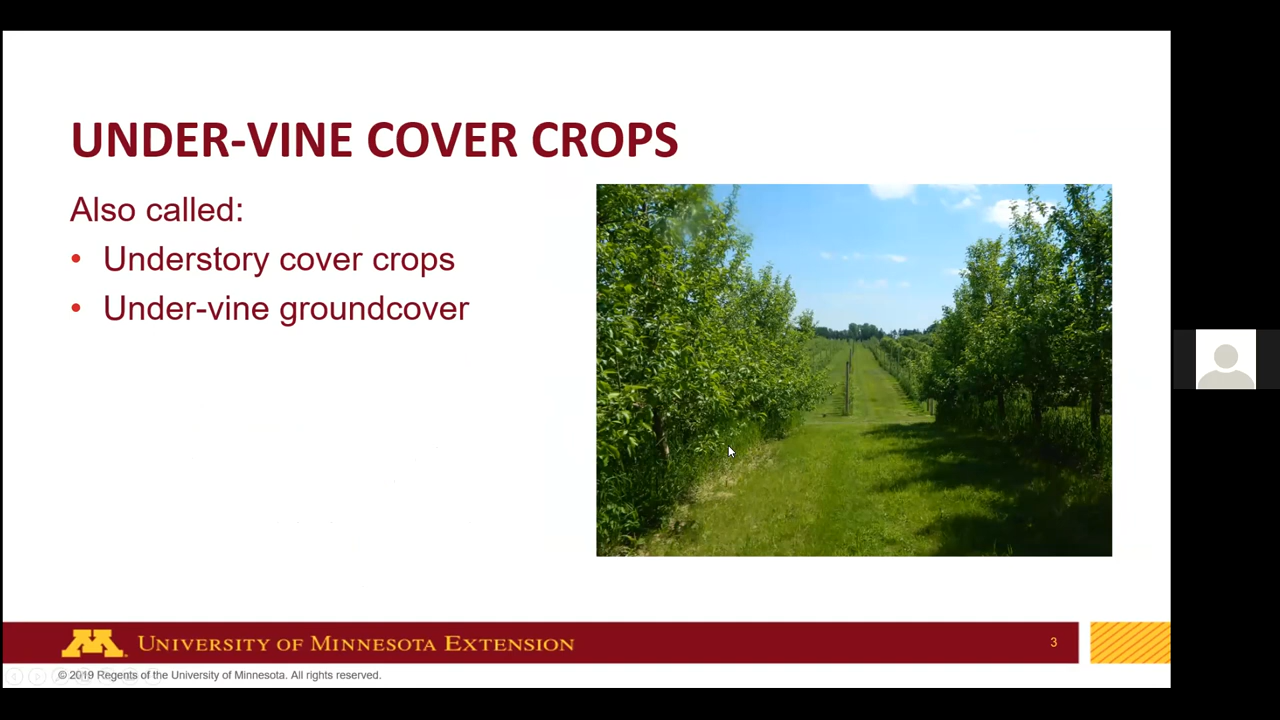 UNDER-VINE COVER CROPS
Also called:
• Understory cover crops
• Under-vine groundcover
UNIVERSITY OF MINNESOTA EXTENSION
3
© 2019 Regents of the University of Minnesota. All rights reserved.